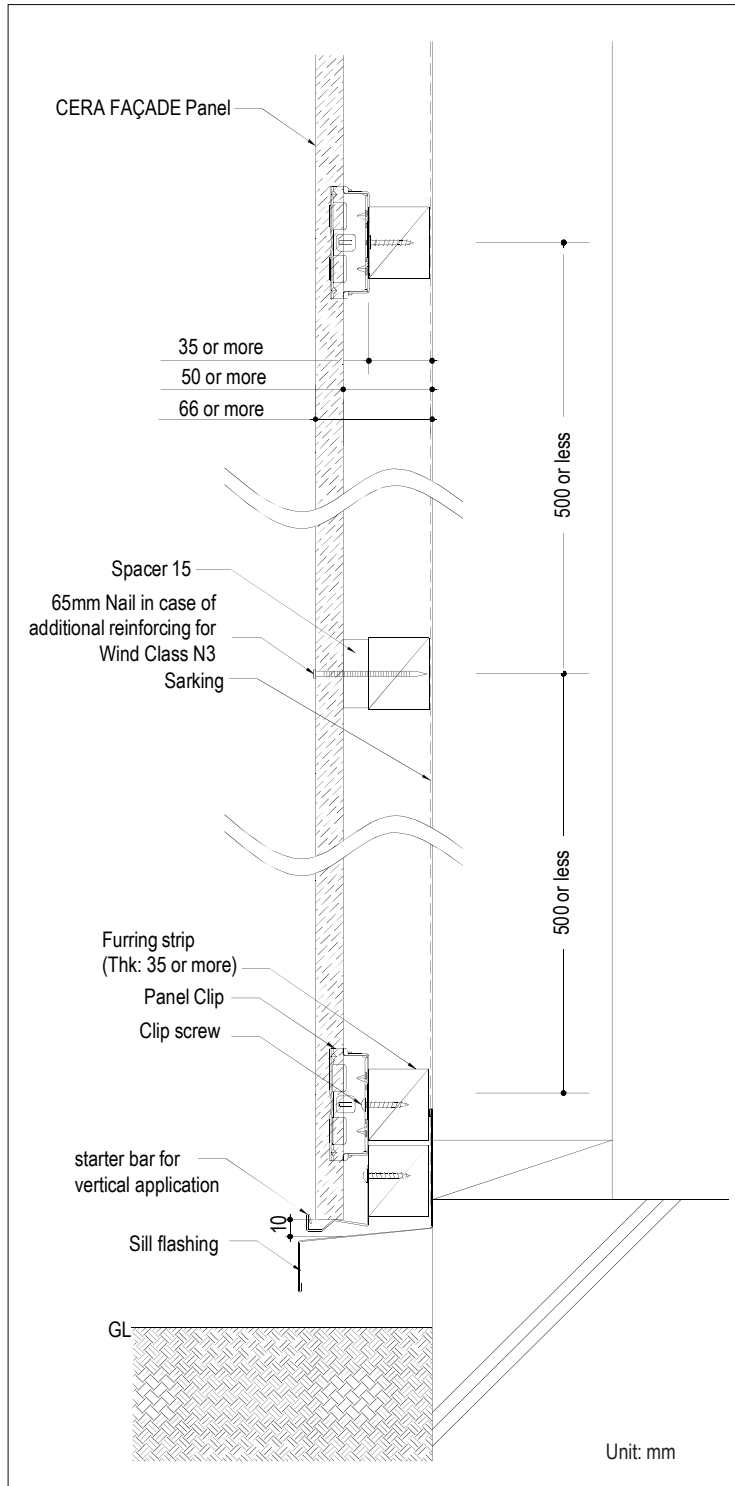 CERA FAÇADE Panel
35 or more
50 or more
66 or more
500 or less
Spacer 15
65mm Nail in case of
additional reinforcing for
Wind Class N3
Sarking
500 or less
Furring strip
(Thk: 35 or more)
Panel Clip
Clip screw
starter bar for
vertical application
10
Sill flashing
GL
Unit: mm